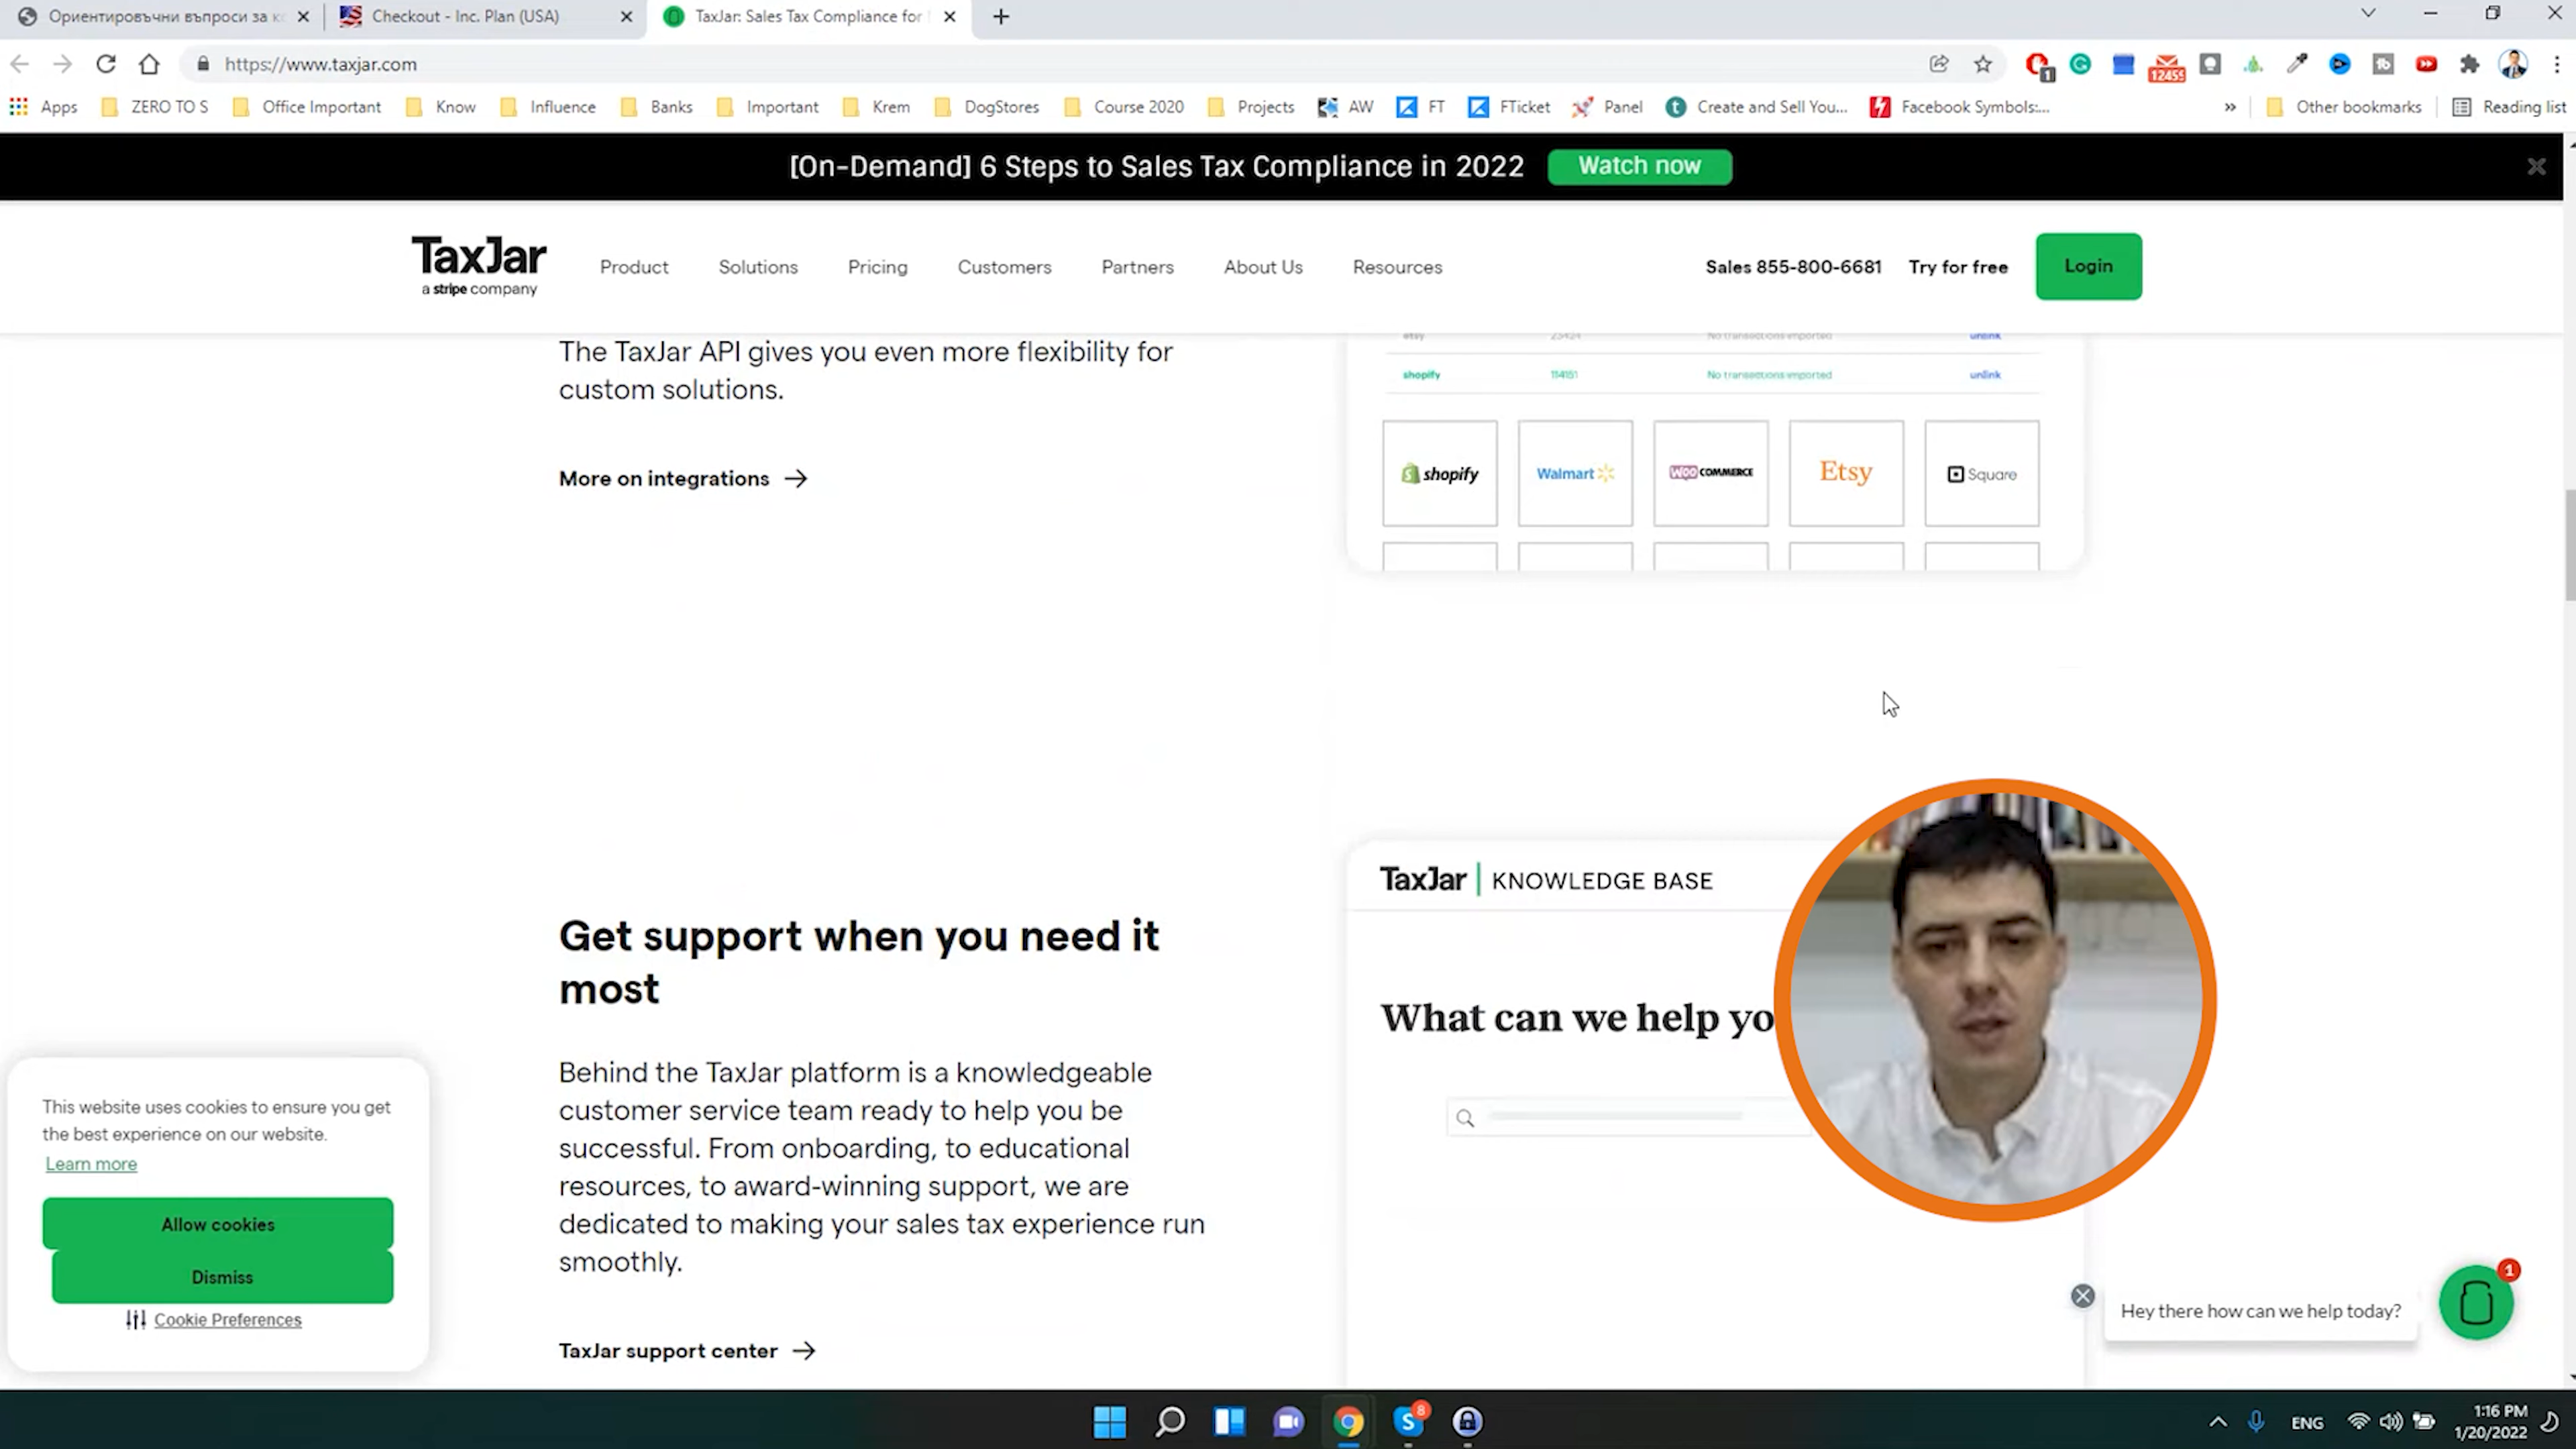 Ориентировъчни въпроси за к
Checkout - Inc. Plan (USA)
TaxJar: Sales Tax Compliance for
https://www.taxjar.com
1
12455
Apps
ZERO TO S
Office Important
Know
Influence
Banks
Important
Krem
DogStores
Course 2020
Projects
AW
FT
FTicket
Panel
Create and Sell You...
Facebook Symbols:...
»
Other bookmarks
Reading list
[On-Demand] 6 Steps to Sales Tax Compliance in 2022
Watch now
TaxJar
a stripe company
Product
Solutions
Pricing
Customers
Partners
About Us
Resources
Sales 855-800-6681
Try for free
Login
The TaxJar API gives you even more flexibility for
custom solutions.
More on integrations
etsy
23424
No transactions imported
unlink
shopify
114151
No transactions imported
unlink
shopify
Walmart
WOO COMMERCE
Etsy
Square
Get support when you need it
most
Behind the TaxJar platform is a knowledgeable
customer service team ready to help you be
successful. From onboarding, to educational
resources, to award-winning support, we are
dedicated to making your sales tax experience run
smoothly.
TaxJar support center
TaxJar | KNOWLEDGE BASE
What can we help yo
This website uses cookies to ensure you get
the best experience on our website.
Learn more
Allow cookies
Dismiss
Cookie Preferences
Hey there how can we help today?
1
8
ENG
1:16 PM
1/20/2022